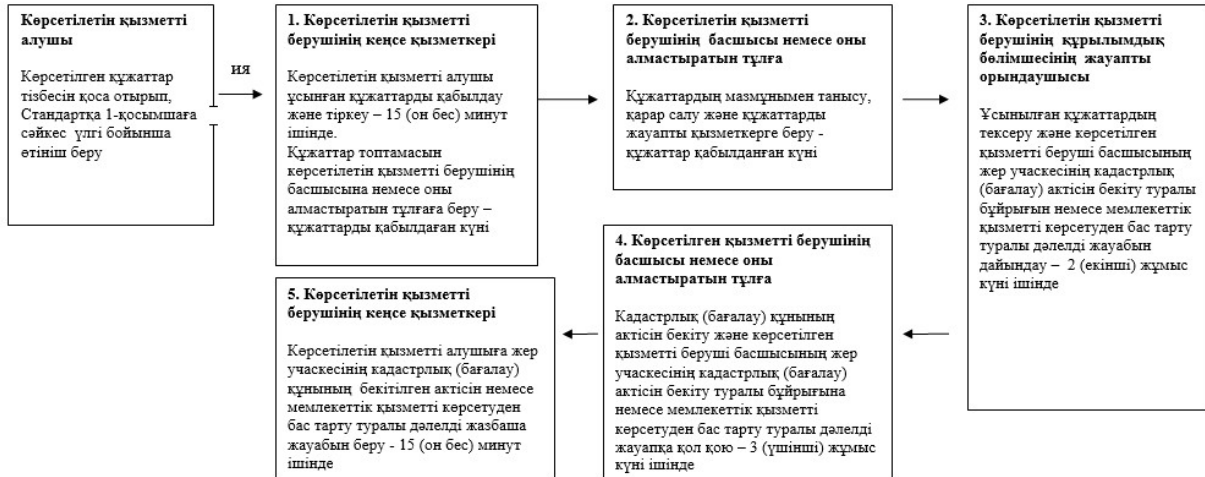 Көрсетілетін қызметті
алушы
Көрсетілген құжаттар
тізбесін қоса отырып,
Стандартқа 1-қосымшаға
сәйкес үлгі бойынша
өтініш беру
ия
1. Көрсетілетін қызметті
берушінің кеңсе қызметкері
Көрсетілетін қызметті алушы
ұсынған құжаттарды қабылдау
және тіркеу – 15 (он бес) минут
ішінде.
Құжаттар топтамасын
көрсетілетін қызметті берушінің
басшысына немесе оны
алмастыратын тұлғаға беру –
құжаттарды қабылдаған күні
2. Көрсетілетін қызметті
берушінің басшысы немесе оны
алмастыратын тұлға
Құжаттардың мазмұнымен танысу,
қарар салу және құжаттарды
жауапты қызметкерге беру -
құжаттар қабылданған күні
3. Көрсетілетін қызметті
берушінің құрылымдық
бөлімшесінің жауапты
орындаушысы
Ұсынылған құжаттардың
тексеру және көрсетілген
қызметті беруші басшысының
жер учаскесінің кадастрлық
(бағалау) актісін бекіту туралы
бұйрығын немесе мемлекеттік
қызметті көрсетуден бас тарту
туралы дәлелді жауабын
дайындау – 2 (екінші) жұмыс
күні ішінде
4. Көрсетілген қызметті берушінің
басшысы немесе оны
алмастыратын тұлға
Кадастрлық (бағалау) құнының
актісін бекіту және көрсетілген
қызметті беруші басшысының жер
учаскесінің кадастрлық (бағалау)
актісін бекіту туралы бұйрығына
немесе мемлекеттік қызметті
көрсетуден бас тарту туралы дәлелді
жауапқа қол қою – 3 (үшінші) жұмыс
күні ішінде
5. Көрсетілетін қызметті
берушінің кеңсе қызметкері
Көрсетілетін қызметті алушыға жер
учаскесінің кадастрлық (бағалау)
құнының бекітілген актісін немесе
мемлекеттік қызметті көрсетуден
бас тарту туралы дәлелді жазбаша
жауабын беру - 15 (он бес) минут
ішінде